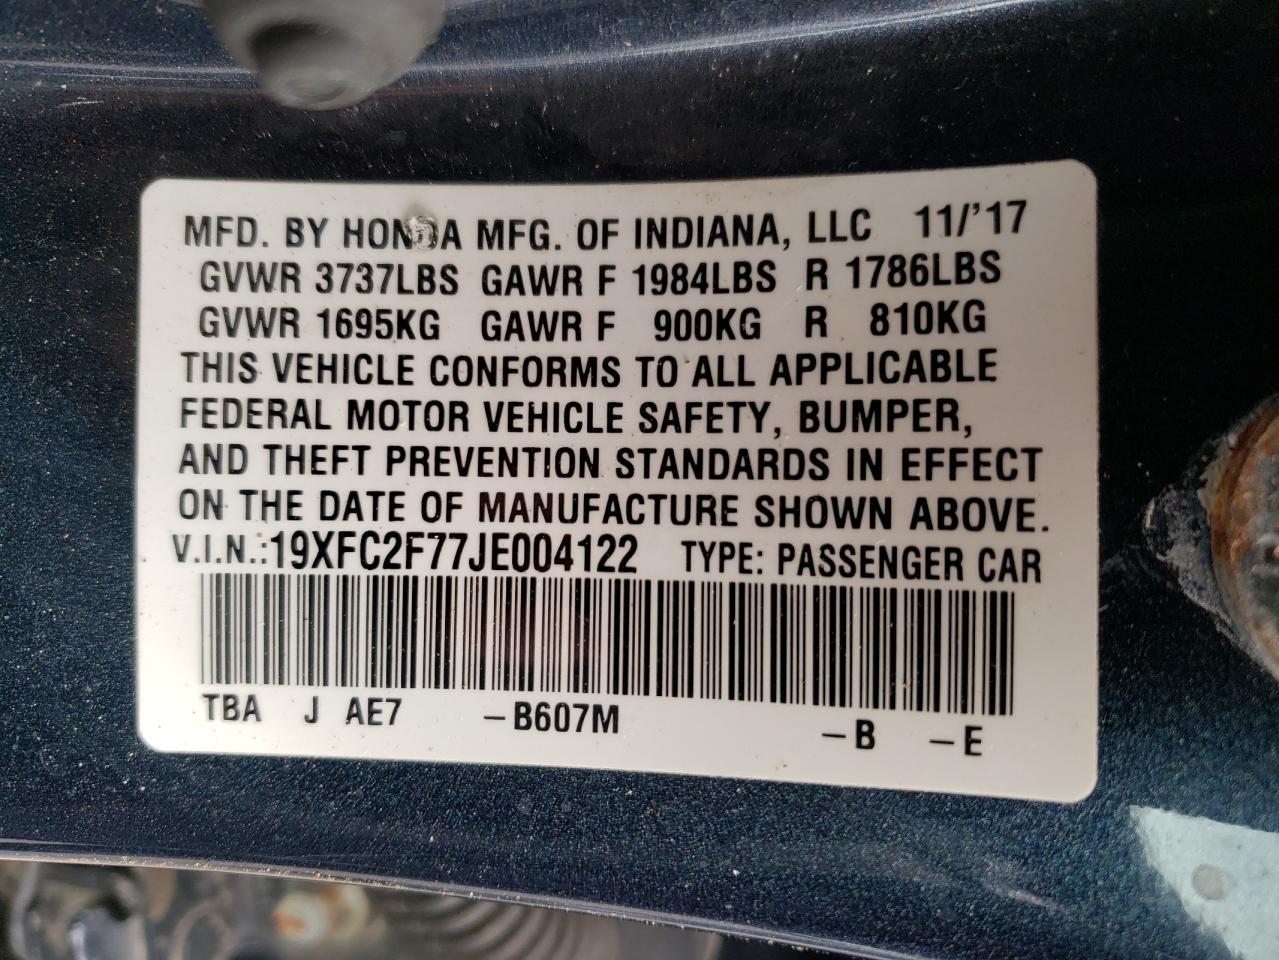 MFD. BY HONDA MFG. OF INDIANA, LLC 11/'17
GVWR 3737LBS GAWR F 1984LBS R 1786LBS
GVWR 1695KG GAWR F 900KG R 810KG
THIS VEHICLE CONFORMS TO ALL APPLICABLE
FEDERAL MOTOR VEHICLE SAFETY, BUMPER,
AND THEFT PREVENTION STANDARDS IN EFFECT
ON THE DATE OF MANUFACTURE SHOWN ABOVE.
V.I.N.:19XFC2F77JE004122 TYPE: PASSENGER CAR
TBA J AE7 –B607M –B –E